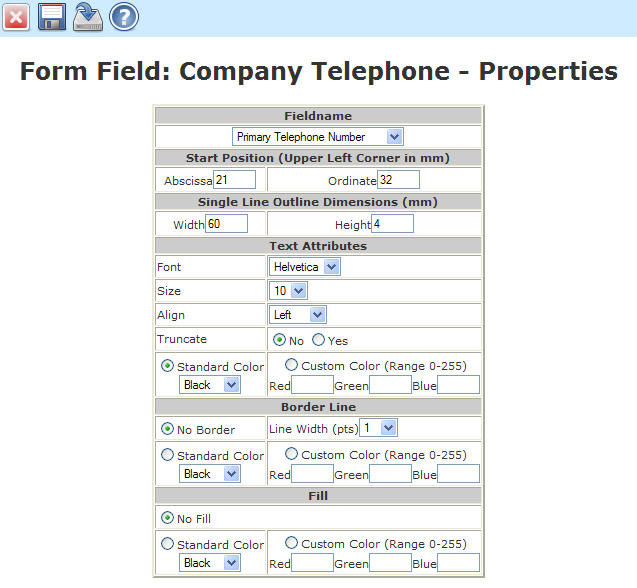 Form Field: Company Telephone - Properties
Fieldname
Primary Telephone Number
Start Position (Upper Left Corner in mm)
Abscissa 21 Ordinate 32
Single Line Outline Dimensions (mm)
Width 60 Height 4
Text Attributes
Font Helvetica
Size 10
Align Left
Truncate No Yes
Standard Color Custom Color (Range 0-255)
Black Red Green Blue
Border Line
No Border Line Width (pts) 1
Standard Color Custom Color (Range 0-255)
Black Red Green Blue
Fill
No Fill
Standard Color Custom Color (Range 0-255)
Black Red Green Blue